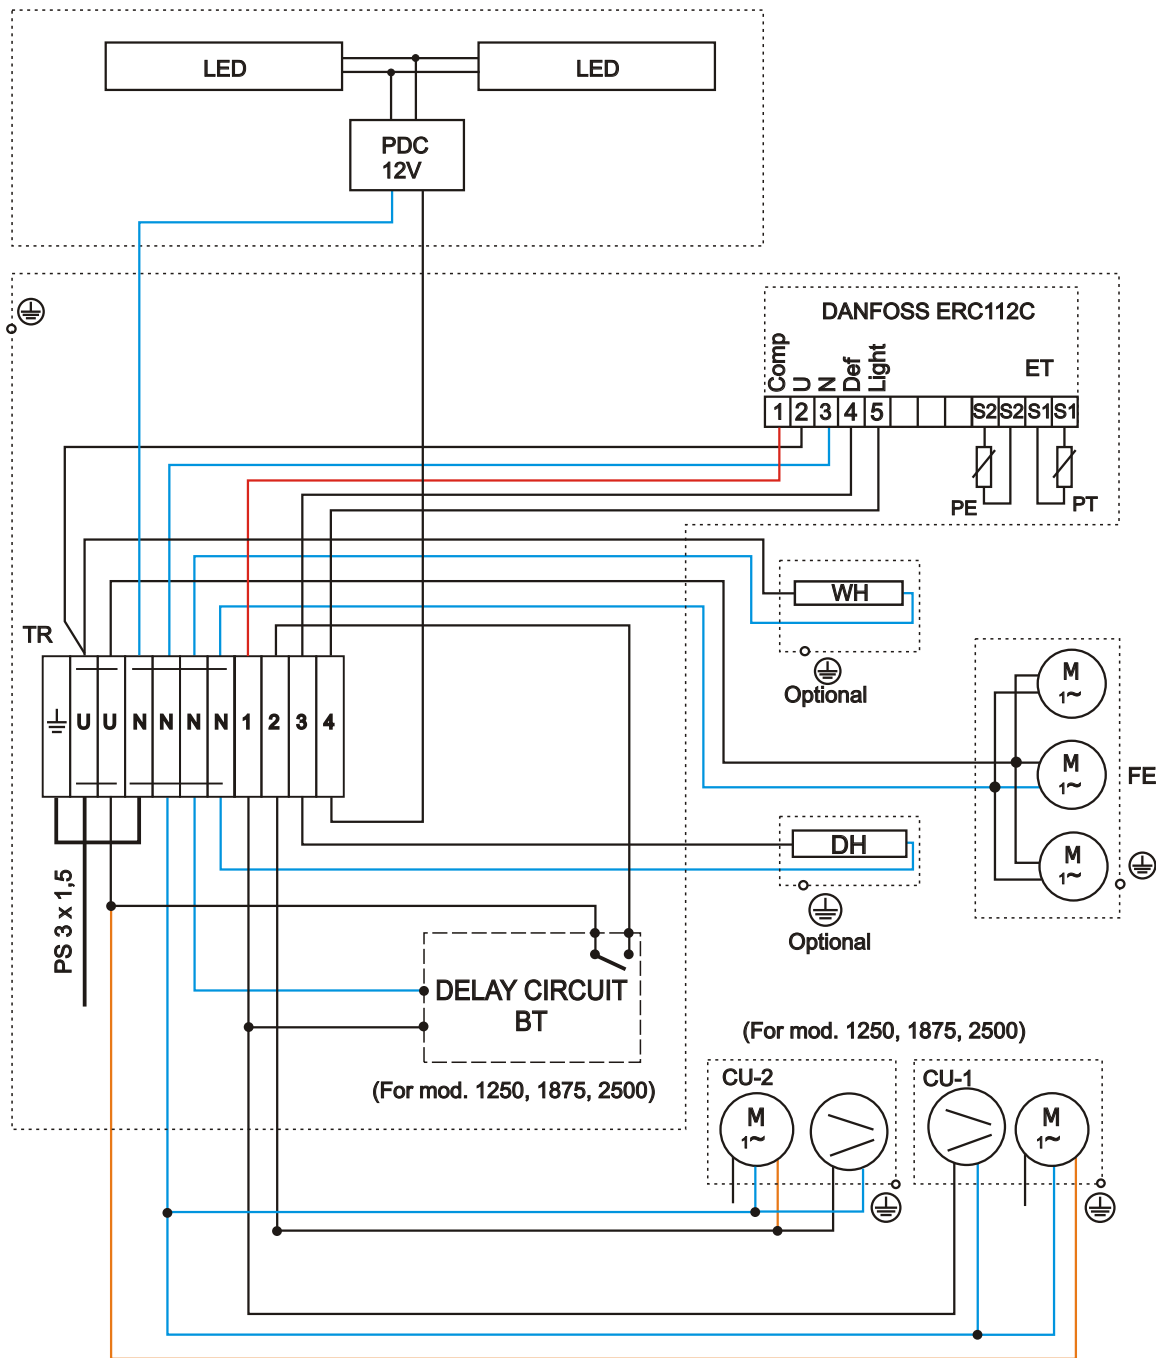 LED
LED
PDC
12V
DANFOSS ERC112C
Comp
U
N
Def
Light
ET
1 2 3 4 5 S2 S2 S1 S1
PE
PT
WH
Optional
TR
U U N N N N 1 2 3 4
M
1~
M
1~
FE
M
1~
DH
Optional
PS 3 x 1,5
DELAY CIRCUIT
BT
(For mod. 1250, 1875, 2500)
(For mod. 1250, 1875, 2500)
CU-2
CU-1
M
1~
M
1~